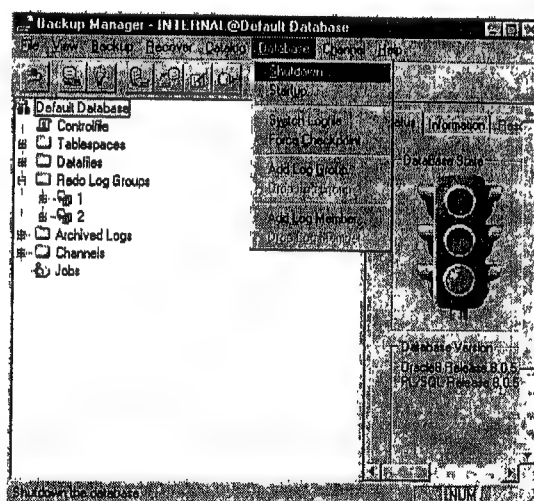 Backup Manager - INTERNAL@Default Database
File View Backup Recover Catalog Database Channel Help
Shutdown...
Startup...
Switch Logfile
Force Checkpoint
Add Log Group...
Add Log Member...
Default Database
Controlfile
Tablespaces
Datafiles
Redo Log Groups
1
2
Archived Logs
Channels
Jobs
Information
Database State
Database Version
Oracle8 Release 8.0.5
PL/SQL Release 8.0.5
Shutdown the database
NUM